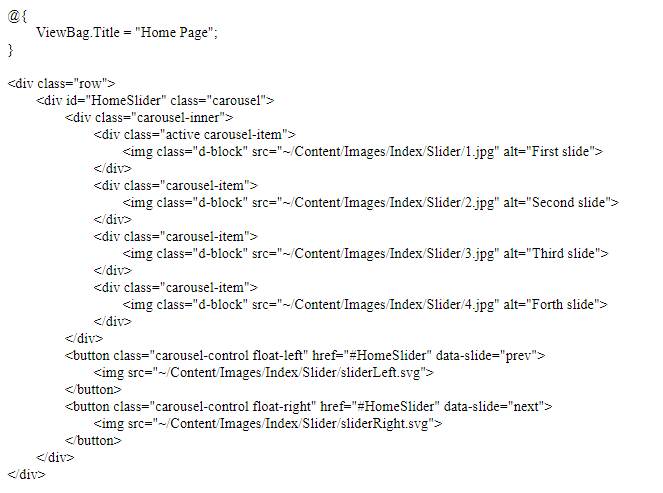 @{
ViewBag.Title = "Home Page";
}
<div class="row">
<div id="HomeSlider" class="carousel">
<div class="carousel-inner">
<div class="active carousel-item">
<img class="d-block" src="~/Content/Images/Index/Slider/1.jpg" alt="First slide">
</div>
<div class="carousel-item">
<img class="d-block" src="~/Content/Images/Index/Slider/2.jpg" alt="Second slide">
</div>
<div class="carousel-item">
<img class="d-block" src="~/Content/Images/Index/Slider/3.jpg" alt="Third slide">
</div>
<div class="carousel-item">
<img class="d-block" src="~/Content/Images/Index/Slider/4.jpg" alt="Forth slide">
</div>
</div>
<button class="carousel-control float-left" href="#HomeSlider" data-slide="prev">
<img src="~/Content/Images/Index/Slider/sliderLeft.svg">
</button>
<button class="carousel-control float-right" href="#HomeSlider" data-slide="next">
<img src="~/Content/Images/Index/Slider/sliderRight.svg">
</button>
</div>
</div>